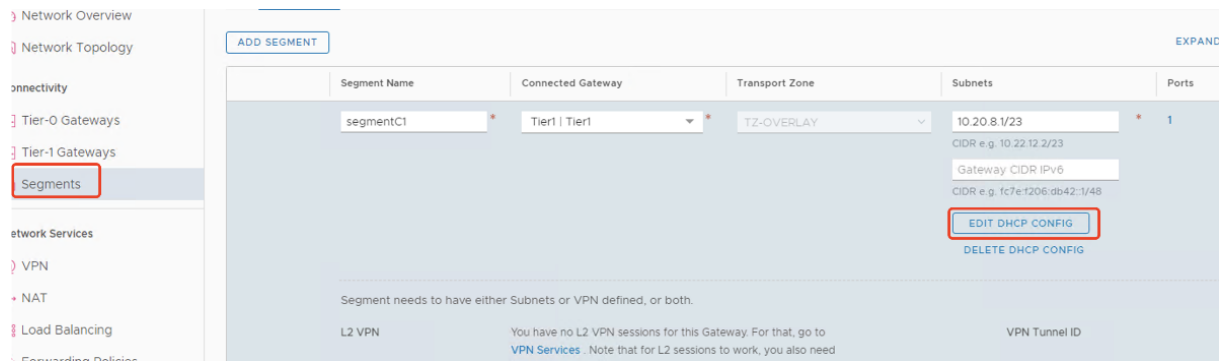 Network Overview
Network Topology
ADD SEGMENT
EXPAND
Segment Name Connected Gateway Transport Zone Subnets Ports
onnectivity
Tier-0 Gateways
Tier-1 Gateways
Segments
segmentC1 * Tier1 | Tier1 * TZ-OVERLAY 10.20.8.1/23 * 1
CIDR e.g. 10.22.12.2/23
Gateway CIDR IPv6
CIDR e.g. fc7e:f206:db42::1/48
EDIT DHCP CONFIG
DELETE DHCP CONFIG
etwork Services
VPN
NAT
Load Balancing
Forwarding Policies
Segment needs to have either Subnets or VPN defined, or both.
L2 VPN You have no L2 VPN sessions for this Gateway. For that, go to VPN Tunnel ID
VPN Services . Note that for L2 sessions to work, you also need